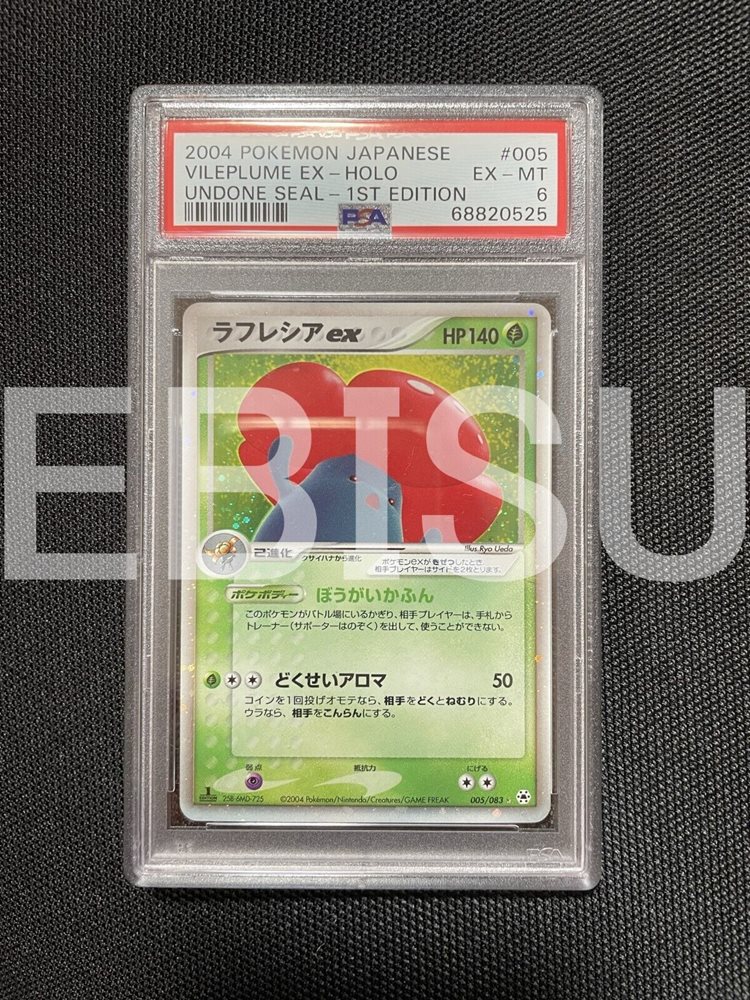 2004 POKEMON JAPANESE #005
VILEPLUME EX-HOLO EX-MT
UNDONE SEAL-1ST EDITION 6
PSA 68820525
ラフレシアex HP140
EBISU
Illus.Ryo Ueda
2進化 クサイハナから進化
ポケモンexがきぜつしたとき、
相手プレイヤーはサイドを2枚とります。
ポケボディー ぼうがいかふん
このポケモンがバトル場にいるかぎり、相手プレイヤーは、手札から
トレーナー(サポーターはのぞく)を出して、使うことができない。
どくせいアロマ 50
コインを1回投げオモテなら、相手をどくとねむりにする。
ウラなら、相手をこんらんにする。
弱点 抵抗力 にげる
1
EDITION 258-6MD-725 ©2004 Pokémon/Nintendo/Creatures/GAME FREAK 005/083
PSA